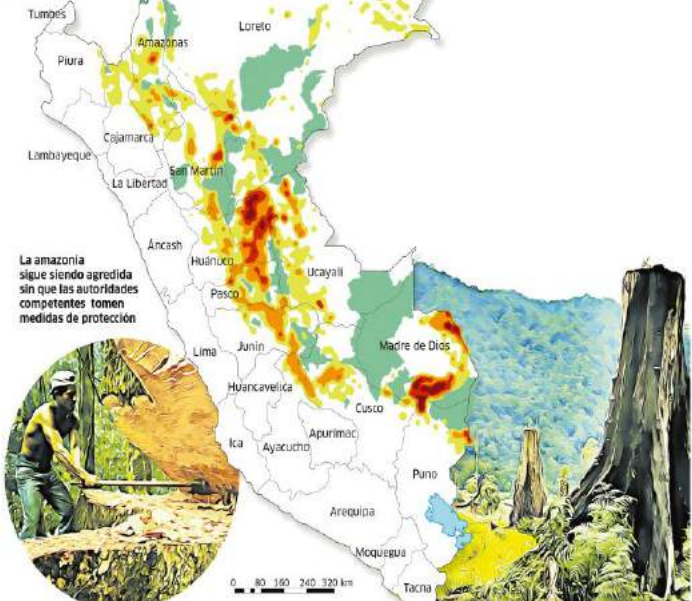 Tumbes
Loreto
Amazonas
Piura
Cajamarca
Lambayeque
San Martín
La Libertad
Áncash
Huánuco
Ucayali
La amazonía
sigue siendo agredida
sin que las autoridades
competentes tomen
medidas de protección
Pasco
Lima
Junín
Madre de Dios
Huancavelica
Cusco
Ica
Apurímac
Ayacucho
Puno
Arequipa
Moquegua
Tacna
0 80 160 240 320 km